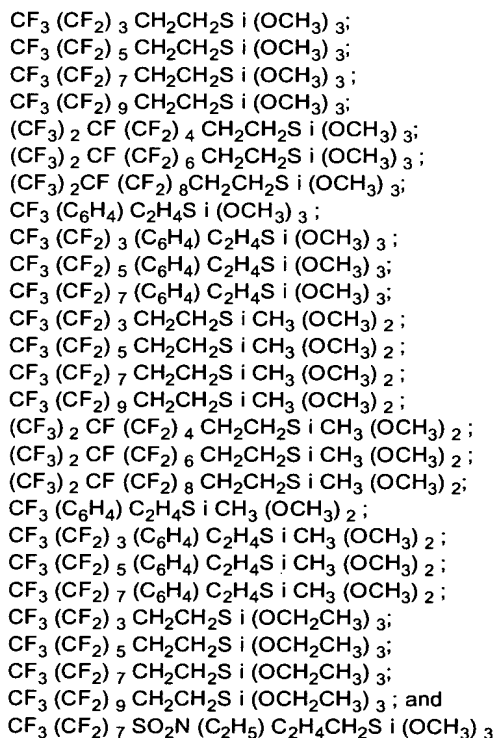 CF₃ (CF₂) ₃ CH₂CH₂S i (OCH₃) ₃;
CF₃ (CF₂) ₅ CH₂CH₂S i (OCH₃) ₃;
CF₃ (CF₂) ₇ CH₂CH₂S i (OCH₃) ₃ ;
CF₃ (CF₂) ₉ CH₂CH₂S i (OCH₃) ₃;
(CF₃) ₂ CF (CF₂) ₄ CH₂CH₂S i (OCH₃) ₃;
(CF₃) ₂ CF (CF₂) ₆ CH₂CH₂S i (OCH₃) ₃ ;
(CF₃) ₂CF (CF₂) ₈CH₂CH₂S i (OCH₃) ₃;
CF₃ (C₆H₄) C₂H₄S i (OCH₃) ₃ ;
CF₃ (CF₂) ₃ (C₆H₄) C₂H₄S i (OCH₃) ₃ ;
CF₃ (CF₂) ₅ (C₆H₄) C₂H₄S i (OCH₃) ₃;
CF₃ (CF₂) ₇ (C₆H₄) C₂H₄S i (OCH₃) ₃;
CF₃ (CF₂) ₃ CH₂CH₂S i CH₃ (OCH₃) ₂ ;
CF₃ (CF₂) ₅ CH₂CH₂S i CH₃ (OCH₃) ₂ ;
CF₃ (CF₂) ₇ CH₂CH₂S i CH₃ (OCH₃) ₂ ;
CF₃ (CF₂) ₉ CH₂CH₂S i CH₃ (OCH₃) ₂ ;
(CF₃) ₂ CF (CF₂) ₄ CH₂CH₂S i CH₃ (OCH₃) ₂ ;
(CF₃) ₂ CF (CF₂) ₆ CH₂CH₂S i CH₃ (OCH₃) ₂ ;
(CF₃) ₂ CF (CF₂) ₈ CH₂CH₂S i CH₃ (OCH₃) ₂;
CF₃ (C₆H₄) C₂H₄S i CH₃ (OCH₃) ₂ ;
CF₃ (CF₂) ₃ (C₆H₄) C₂H₄S i CH₃ (OCH₃) ₂ ;
CF₃ (CF₂) ₅ (C₆H₄) C₂H₄S i CH₃ (OCH₃) ₂ ;
CF₃ (CF₂) ₇ (C₆H₄) C₂H₄S i CH₃ (OCH₃) ₂ ;
CF₃ (CF₂) ₃ CH₂CH₂S i (OCH₂CH₃) ₃;
CF₃ (CF₂) ₅ CH₂CH₂S i (OCH₂CH₃) ₃;
CF₃ (CF₂) ₇ CH₂CH₂S i (OCH₂CH₃) ₃;
CF₃ (CF₂) ₉ CH₂CH₂S i (OCH₂CH₃) ₃ ; and
CF₃ (CF₂) ₇ SO₂N (C₂H₅) C₂H₄CH₂S i (OCH₃) ₃